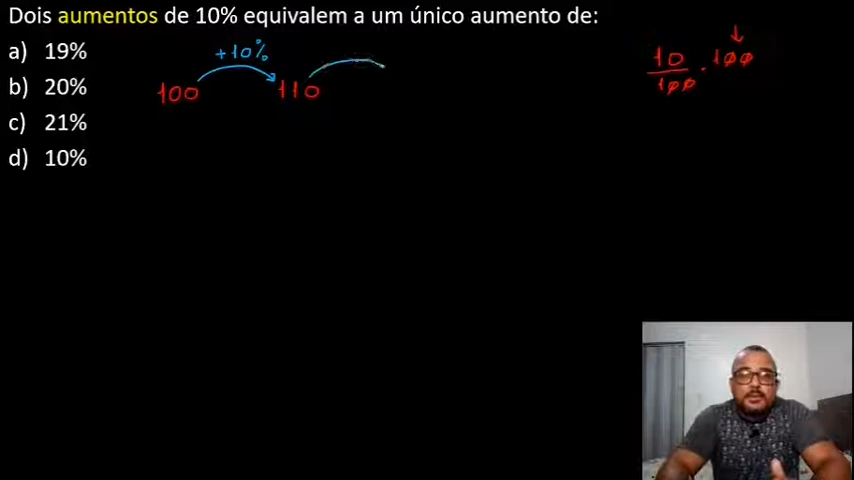 Dois aumentos de 10% equivalem a um único aumento de:
a) 19%
b) 20%
c) 21%
d) 10%
+10%
100 110
10/100 . 100